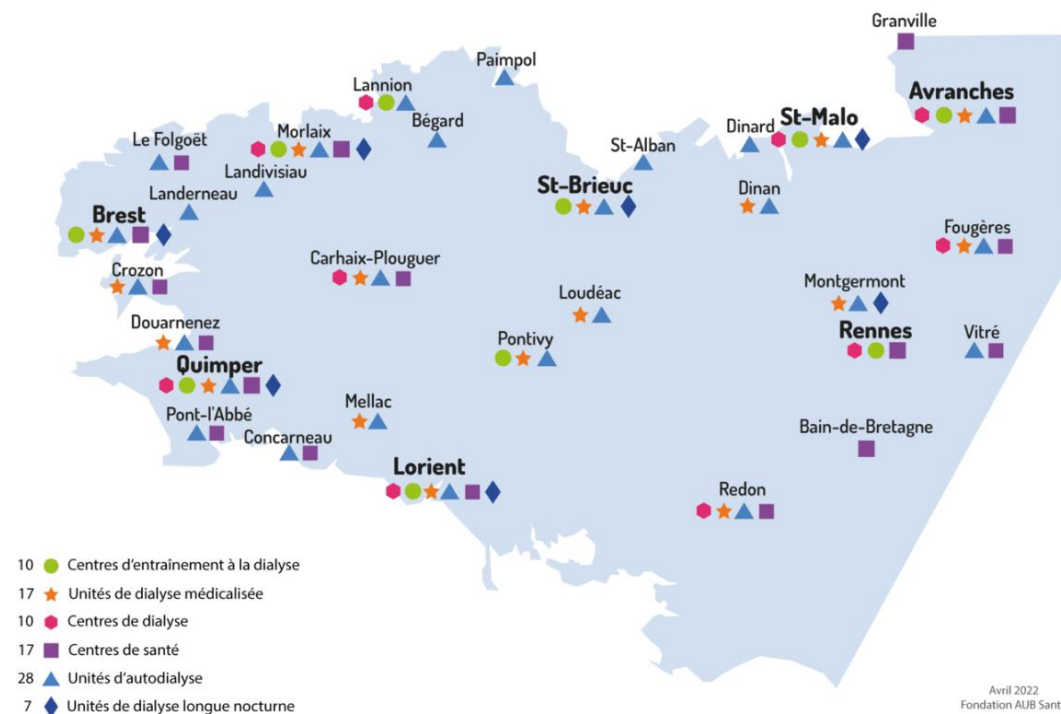 Granville
Paimpol
Lannion
Avranches
Bégard
St-Malo
Dinard
Morlaix
Le Folgoët
St-Alban
Landivisiau
St-Brieuc
Dinan
Landerneau
Brest
Fougères
Carhaix-Plouguer
Crozon
Montgermont
Loudéac
Douarnenez
Rennes
Vitré
Pontivy
Quimper
Mellac
Pont-l'Abbé
Bain-de-Bretagne
Concarneau
Lorient
Redon
10 Centres d'entraînement à la dialyse
17 Unités de dialyse médicalisée
10 Centres de dialyse
17 Centres de santé
28 Unités d'autodialyse
7 Unités de dialyse longue nocturne
Avril 2022
Fondation AUB Sant